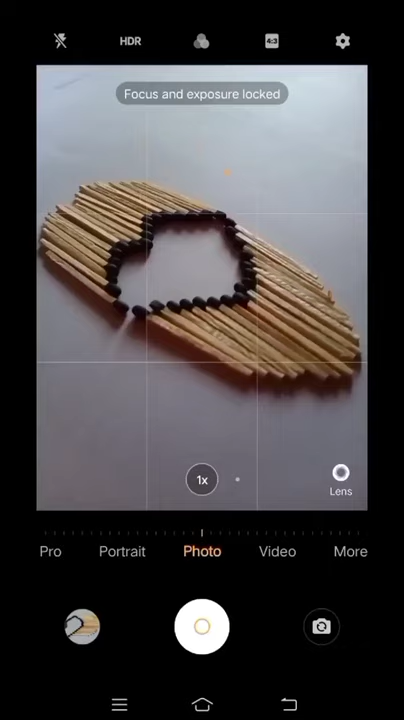 HDR
4:3
Focus and exposure locked
1x
Lens
Pro Portrait Photo Video More